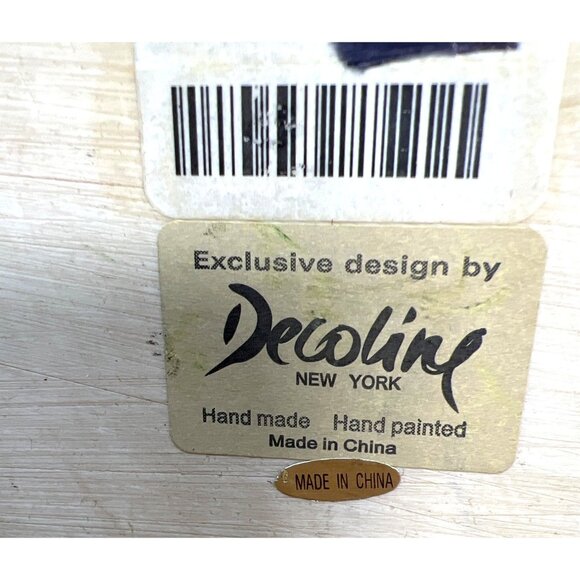 Exclusive design by
Decoline
NEW YORK
Hand made Hand painted
Made in China
MADE IN CHINA